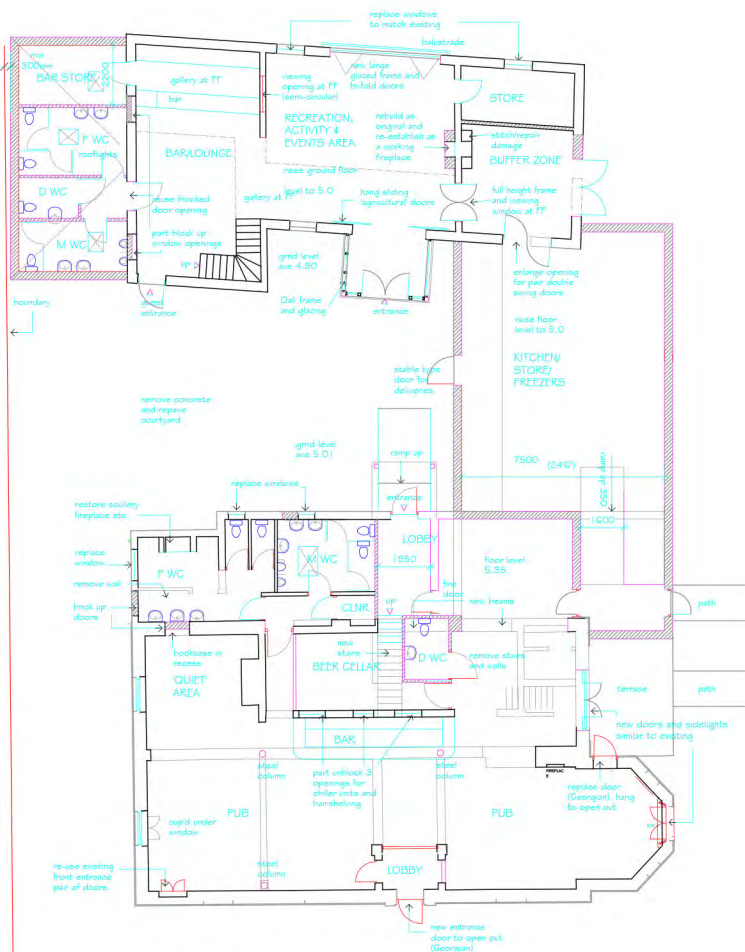 replace windows
to match existing
balustrade
min
300mm
BAR STORE
2200
gallery at FF
bar
viewing
opening at FF
(semi-circular)
new large
glazed frame and
bi-fold doors
STORE
RECREATION,
ACTIVITY &
EVENTS AREA
rebuild as
original and
re-establish as
a working
fireplace
stitch/repair
damage
F WC
rooflights
BAR/LOUNGE
BUFFER ZONE
raise ground floor
level to 5.0
D WC
reuse blocked
door opening
gallery at FF
hang sliding
'agricultural' doors
full height frame
and viewing
window at FF
part block up
window openings
M WC
up
grnd level
ave 4.90
Oak frame
and glazing
enlarge opening
for pair double
swing doors
boundary
guest
entrance
entrance
raise floor
level to 5.0
KITCHEN/
STORE/
FREEZERS
stable type
door for
deliveries
remove concrete
and repave
courtyard
grnd level
ave 5.01
ramp up
7500
(24'6")
ramp up 350
1600
replace windows
entrance
restore scullery
fireplace etc.
LOBBY
1950
floor level
5.35
replace
window
F WC
M WC
remove wall
fire
door
new beams
CLNR.
up
path
brick up
doors
bookcase in
recess
new
stairs
D WC
remove stairs
and walls
'QUIET'
AREA
BEER CELLAR
terrace
path
new doors and sidelights
similar to existing
BAR
steel
column
part unblock 3
openings for
chiller units and
barshelving
steel
column
FIREPLAC
E
replace door
(Georgian), hang
to open out
PUB
PUB
cup'd under
window
re-use existing
front entrance
pair of doors.
steel
column
LOBBY
new entrance
door to open out
(Georgian)